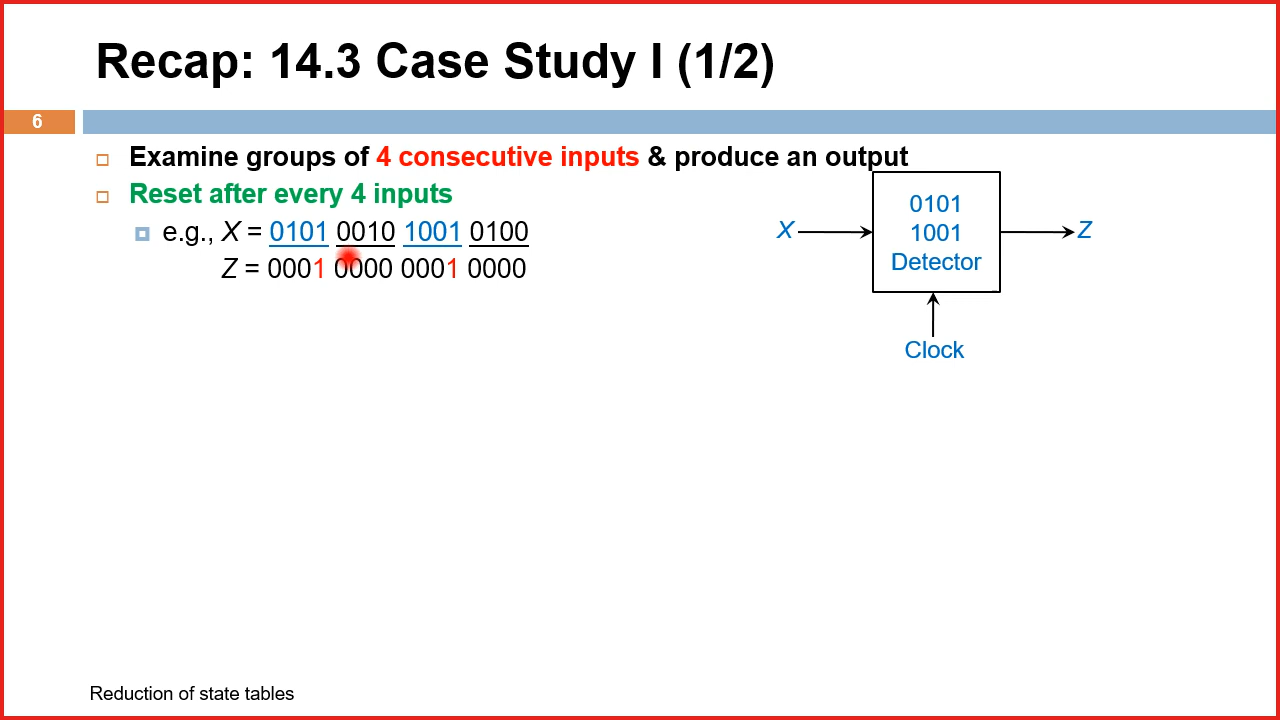 Recap: 14.3 Case Study I (1/2)
6
Examine groups of 4 consecutive inputs & produce an output
Reset after every 4 inputs
e.g., X = 0101 0010 1001 0100
Z = 0001 0000 0001 0000
X
0101
1001
Detector
Z
Clock
Reduction of state tables